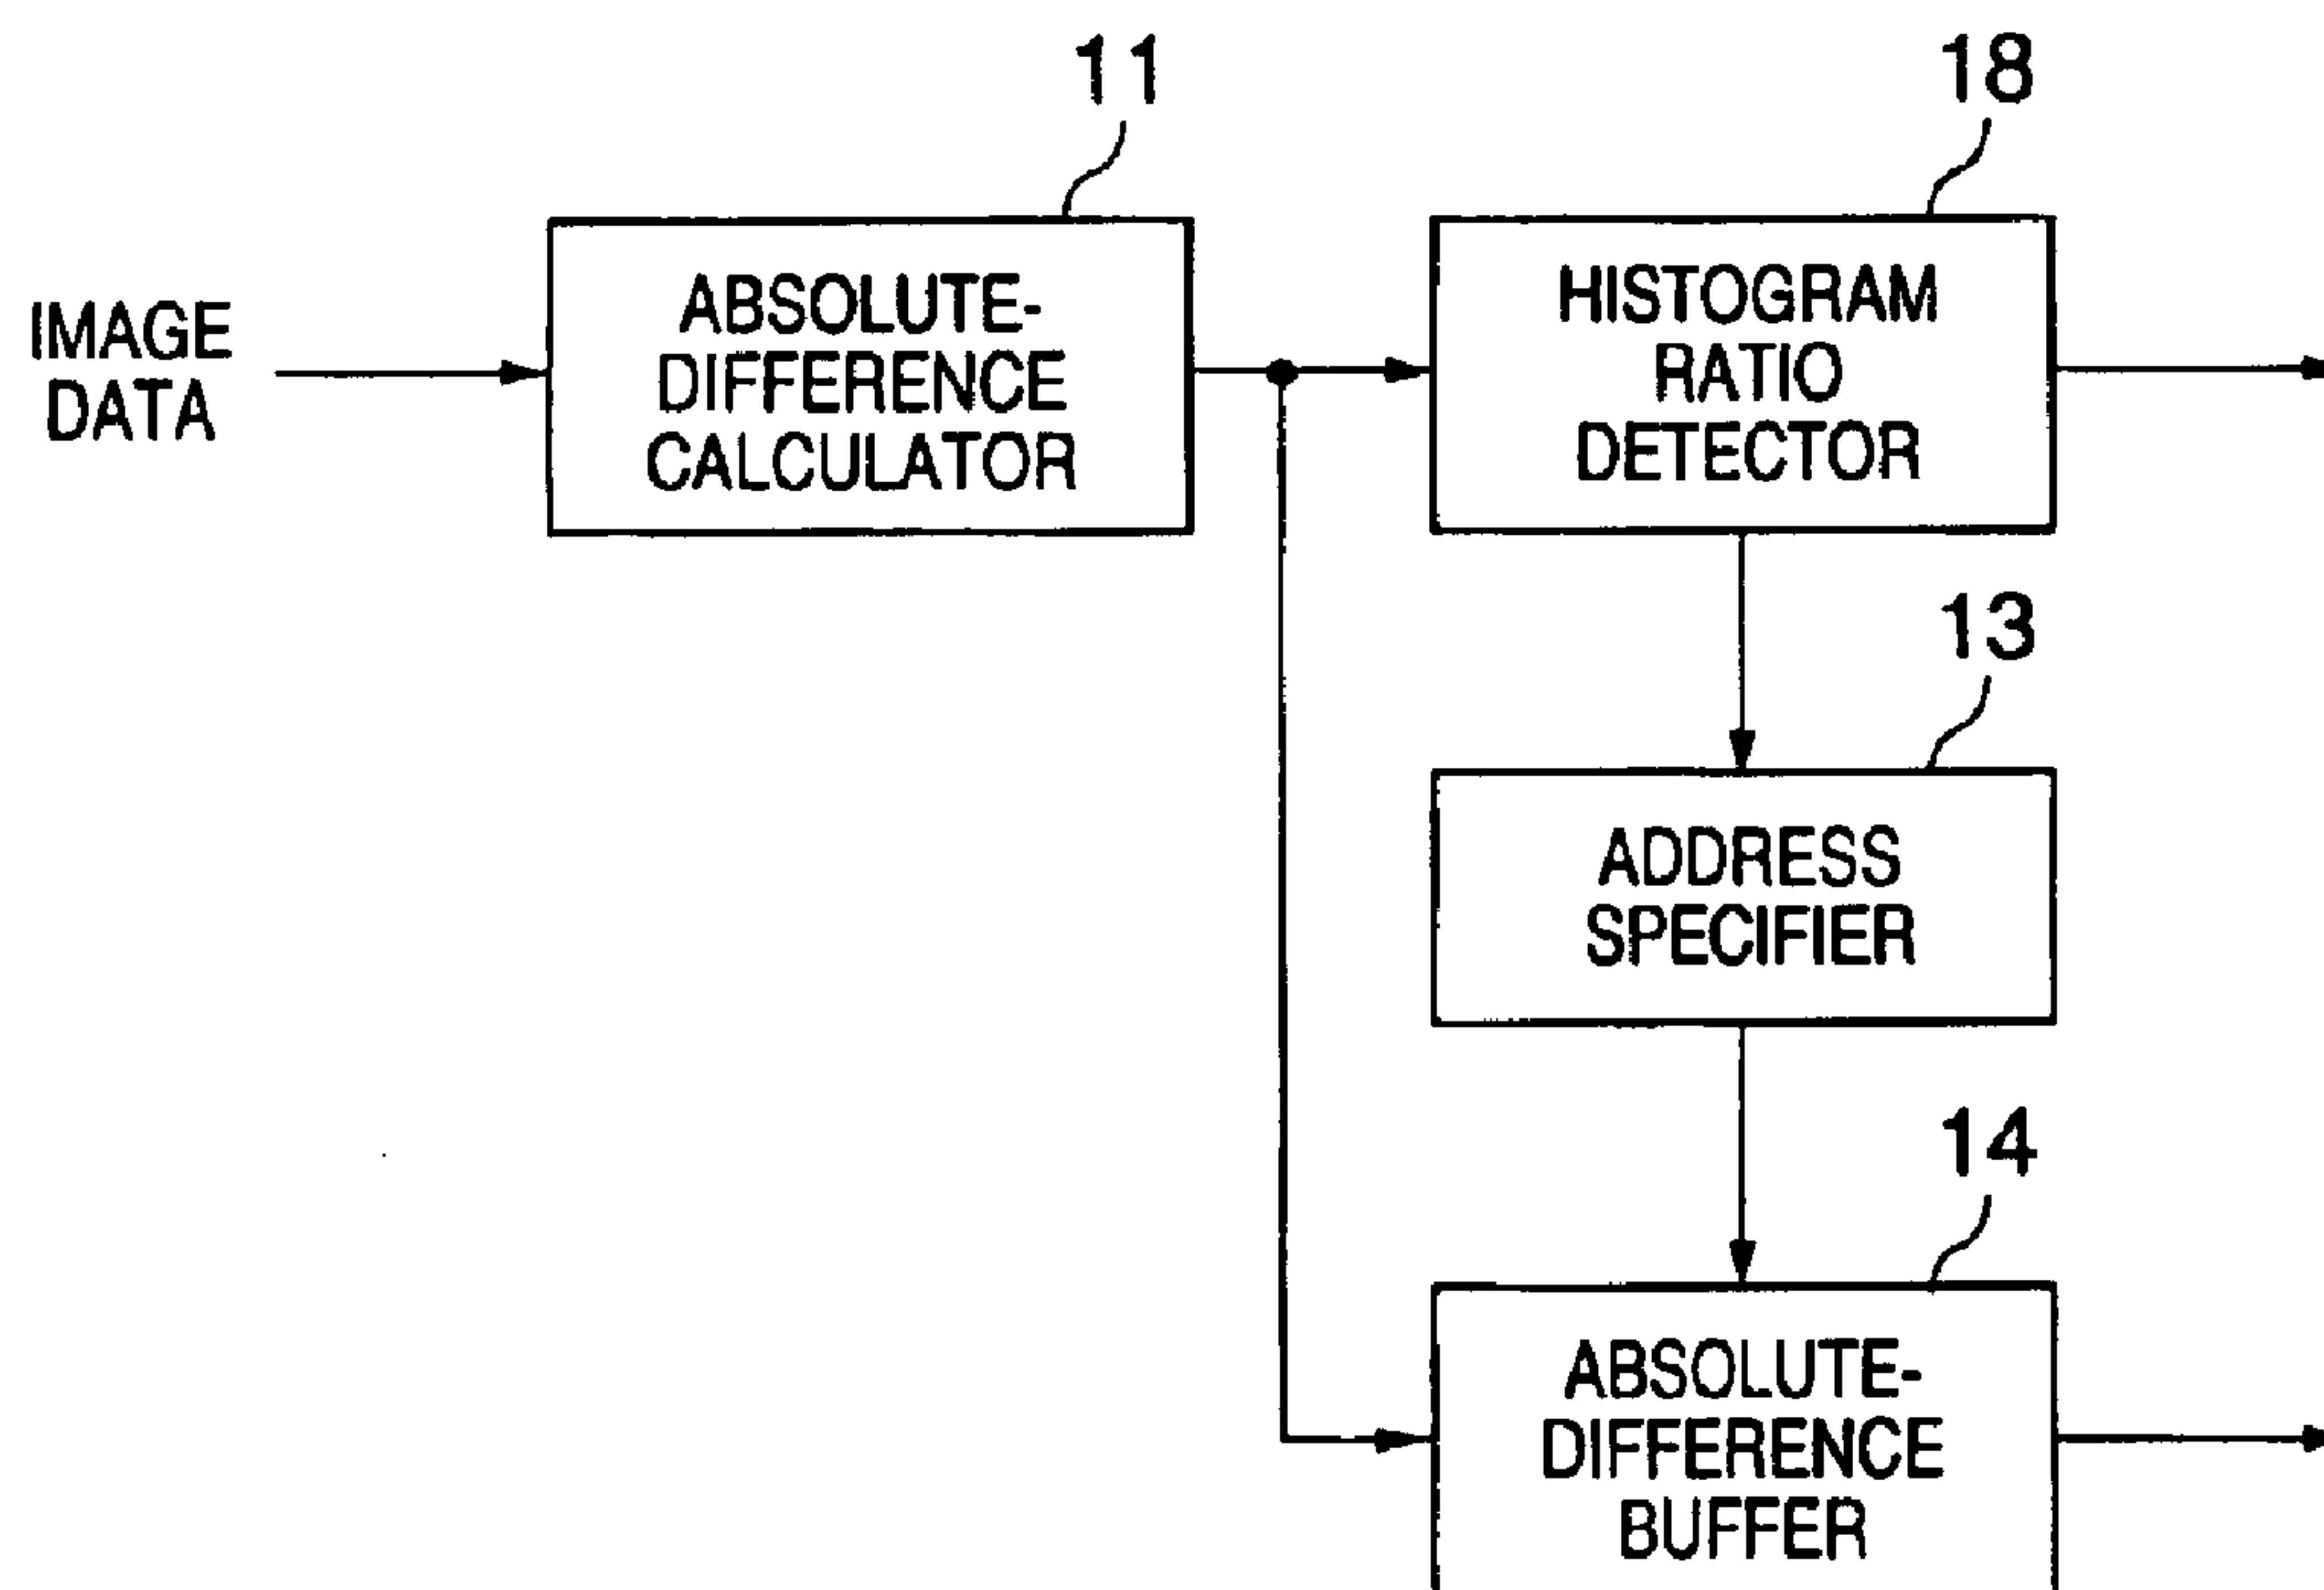 11
18
IMAGE
DATA
ABSOLUTE-
DIFFERENCE
CALCULATOR
HISTOGRAM
RATIO
DETECTOR
13
ADDRESS
SPECIFIER
14
ABSOLUTE-
DIFFERENCE
BUFFER